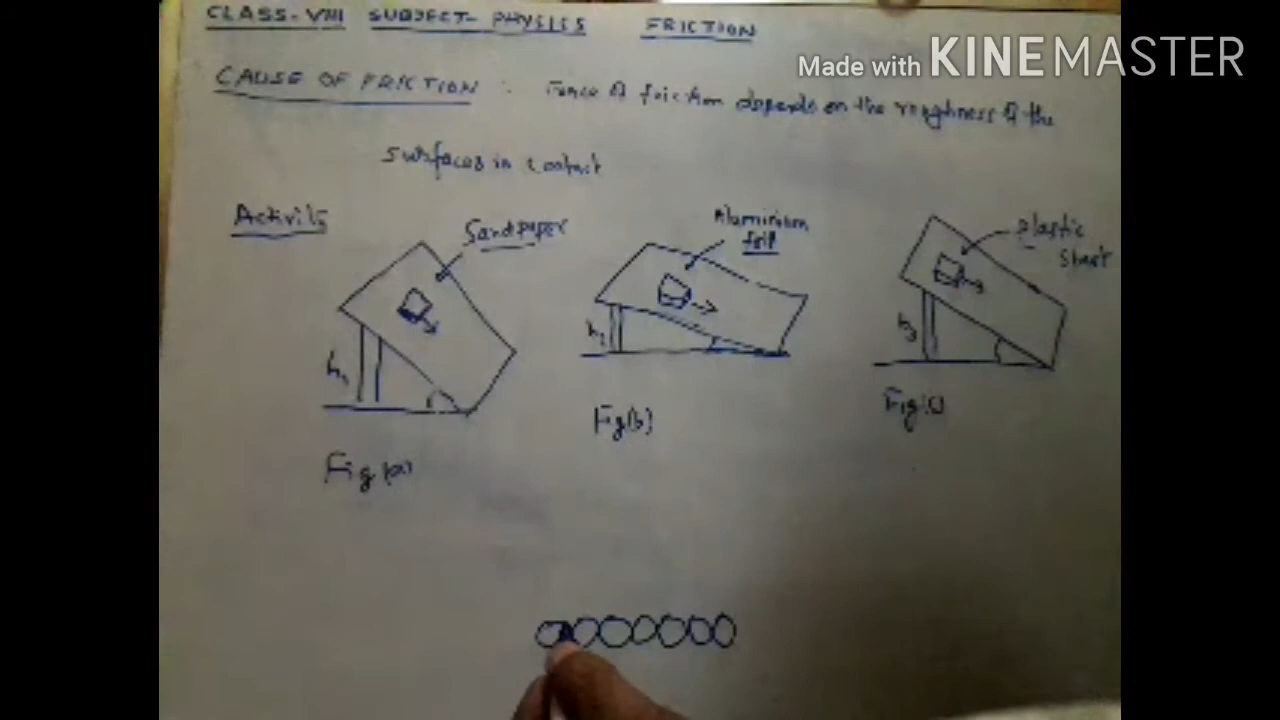 CLASS-VIII SUBJECT- PHYSICS FRICTION
Made with KINEMASTER
CAUSE OF FRICTION : Force of friction depends on the roughness of the
surfaces in contact
Activity
Sandpaper
Aluminium
foil
Plastic
Sheet
h1
h2
h3
Fig (a)
Fig (b)
Fig (c)